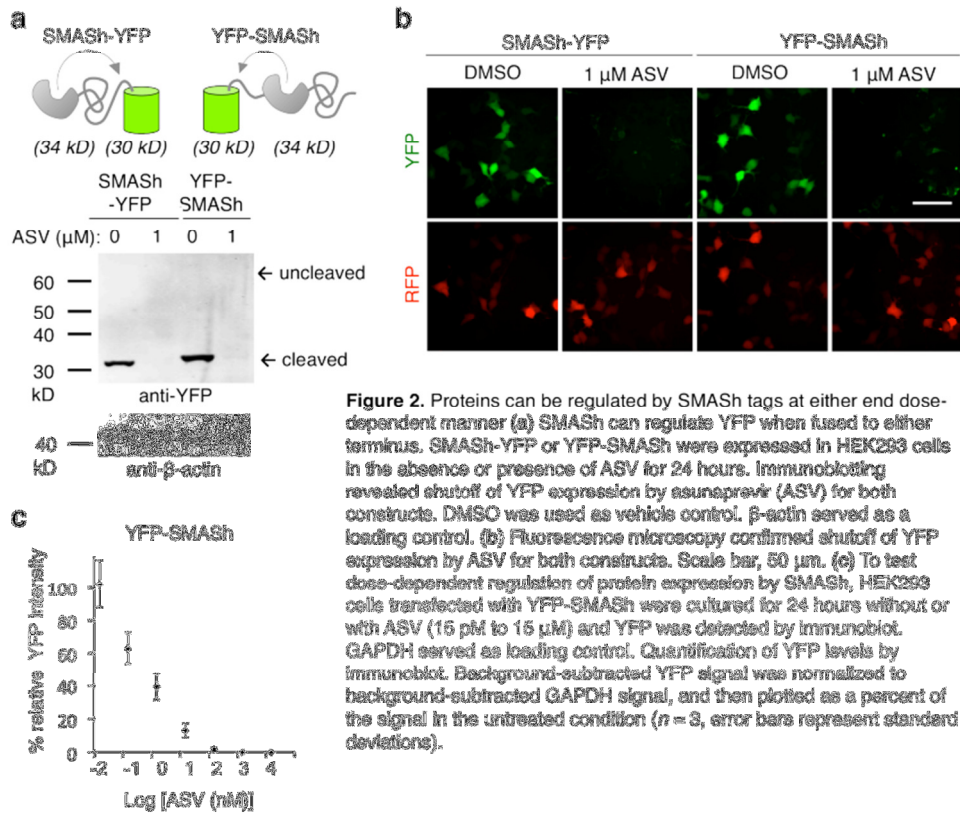 a
SMASh-YFP YFP-SMASh
(34 kD) (30 kD) (30 kD) (34 kD)
SMASh YFP-
-YFP SMASh
ASV (µM): 0 1 0 1
60
50
40
30
kD
← uncleaved
← cleaved
anti-YFP
40
kD
anti-β-actin
b
SMASh-YFP YFP-SMASh
DMSO 1 µM ASV DMSO 1 µM ASV
YFP
RFP
c
YFP-SMASh
% relative YFP intensity
100
80
60
40
20
0
-2 -1 0 1 2 3 4
Log [ASV (nM)]
Figure 2. Proteins can be regulated by SMASh tags at either end dose-
dependent manner (a) SMASh can regulate YFP when fused to either
terminus. SMASh-YFP or YFP-SMASh were expressed in HEK293 cells
in the absence or presence of ASV for 24 hours. Immunoblotting
revealed shutoff of YFP expression by asunaprevir (ASV) for both
constructs. DMSO was used as vehicle control. β-actin served as a
loading control. (b) Fluorescence microscopy confirmed shutoff of YFP
expression by ASV for both constructs. Scale bar, 50 µm. (c) To test
dose-dependent regulation of protein expression by SMASh, HEK293
cells transfected with YFP-SMASh were cultured for 24 hours without or
with ASV (15 pM to 15 µM) and YFP was detected by immunoblot.
GAPDH served as loading control. Quantification of YFP levels by
immunoblot. Background-subtracted YFP signal was normalized to
background-subtracted GAPDH signal, and then plotted as a percent of
the signal in the untreated condition (n = 3, error bars represent standard
deviations).